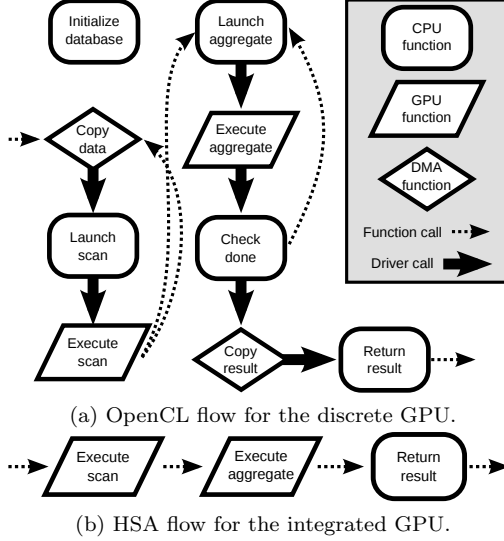 Initialize
database
Launch
aggregate
CPU
function
Copy
data
Execute
aggregate
GPU
function
DMA
function
Launch
scan
Check
done
Function call
Driver call
Execute
scan
Copy
result
Return
result
(a) OpenCL flow for the discrete GPU.
Execute
scan
Execute
aggregate
Return
result
(b) HSA flow for the integrated GPU.